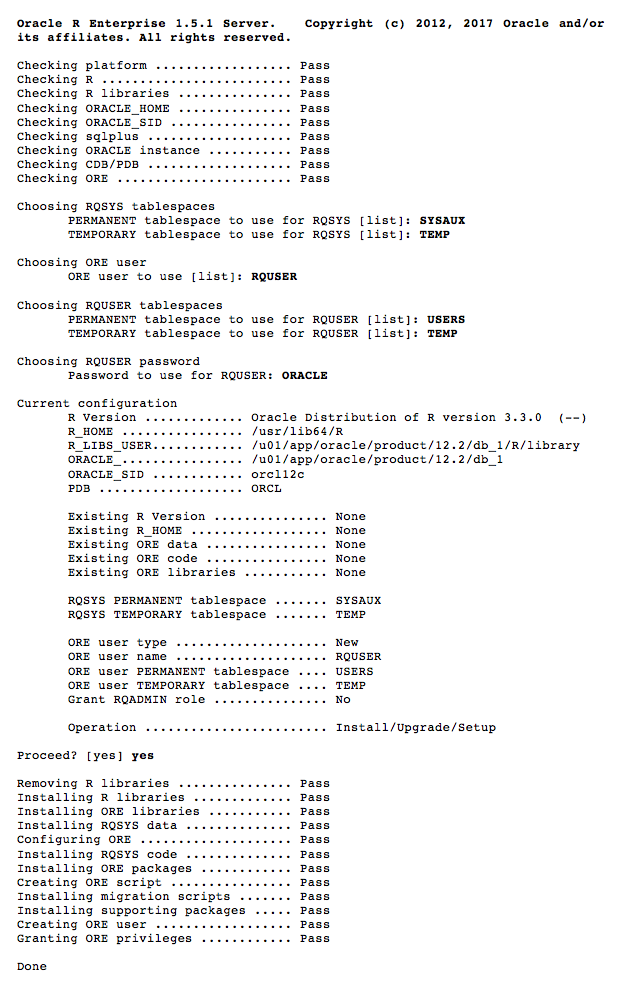 Oracle R Enterprise 1.5.1 Server.   Copyright (c) 2012, 2017 Oracle and/or
its affiliates. All rights reserved.

Checking platform .................. Pass
Checking R ......................... Pass
Checking R libraries ............... Pass
Checking ORACLE_HOME ............... Pass
Checking ORACLE_SID ................ Pass
Checking sqlplus ................... Pass
Checking ORACLE instance ........... Pass
Checking CDB/PDB ................... Pass
Checking ORE ....................... Pass

Choosing RQSYS tablespaces
PERMANENT tablespace to use for RQSYS [list]: SYSAUX
TEMPORARY tablespace to use for RQSYS [list]: TEMP

Choosing ORE user
ORE user to use [list]: RQUSER

Choosing RQUSER tablespaces
PERMANENT tablespace to use for RQUSER [list]: USERS
TEMPORARY tablespace to use for RQUSER [list]: TEMP

Choosing RQUSER password
Password to use for RQUSER: ORACLE

Current configuration
R Version ............. Oracle Distribution of R version 3.3.0  (--)
R_HOME ................ /usr/lib64/R
R_LIBS_USER............ /u01/app/oracle/product/12.2/db_1/R/library
ORACLE_................ /u01/app/oracle/product/12.2/db_1
ORACLE_SID ............ orcl12c
PDB ................... ORCL

Existing R Version ............... None
Existing R_HOME .................. None
Existing ORE data ................ None
Existing ORE code ................ None
Existing ORE libraries ........... None

RQSYS PERMANENT tablespace ....... SYSAUX
RQSYS TEMPORARY tablespace ....... TEMP

ORE user type .................... New
ORE user name .................... RQUSER
ORE user PERMANENT tablespace .... USERS
ORE user TEMPORARY tablespace .... TEMP
Grant RQADMIN role ............... No

Operation ........................ Install/Upgrade/Setup

Proceed? [yes] yes

Removing R libraries ............... Pass
Installing R libraries ............. Pass
Installing ORE libraries ........... Pass
Installing RQSYS data .............. Pass
Configuring ORE .................... Pass
Installing RQSYS code .............. Pass
Installing ORE packages ............ Pass
Creating ORE script ................ Pass
Installing migration scripts ....... Pass
Installing supporting packages ..... Pass
Creating ORE user .................. Pass
Granting ORE privileges ............ Pass

Done